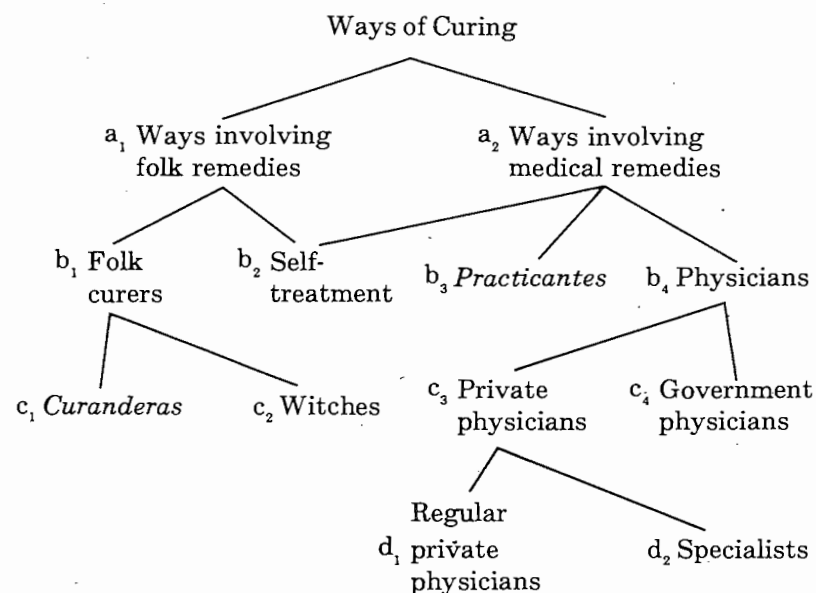 Ways of Curing
a₁ Ways involving
folk remedies
a₂ Ways involving
medical remedies
b₁ Folk
curers
b₂ Self-
treatment
b₃ Practicantes
b₄ Physicians
c₁ Curanderas
c₂ Witches
c₃ Private
physicians
c₄ Government
physicians
Regular
d₁ private
physicians
d₂ Specialists